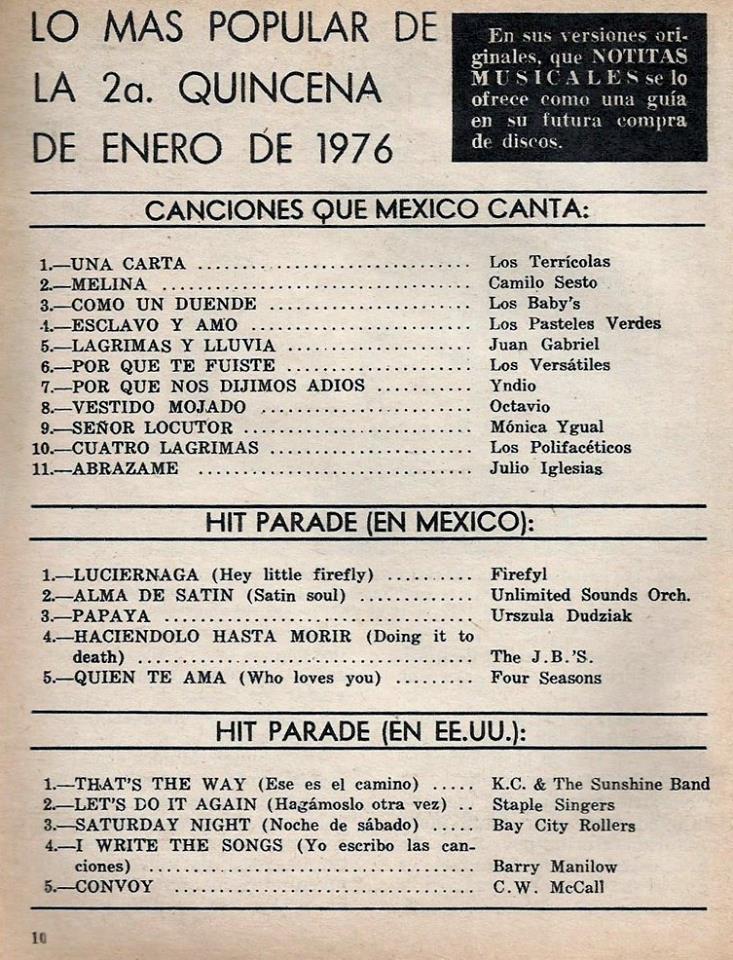 LO MAS POPULAR DE
LA 2a. QUINCENA
DE ENERO DE 1976
En sus versiones ori-
ginales, que NOTITAS
MUSICALES se lo
ofrece como una guía
en su futura compra
de discos.
CANCIONES QUE MEXICO CANTA:
1.—UNA CARTA ........................ Los Terrícolas
2.—MELINA ........................ Camilo Sesto
3.—COMO UN DUENDE ........................ Los Baby's
4.—ESCLAVO Y AMO ........................ Los Pasteles Verdes
5.—LAGRIMAS Y LLUVIA ........................ Juan Gabriel
6.—POR QUE TE FUISTE ........................ Los Versátiles
7.—POR QUE NOS DIJIMOS ADIOS .......... Yndio
8.—VESTIDO MOJADO ........................ Octavio
9.—SEÑOR LOCUTOR ........................ Mónica Ygual
10.—CUATRO LAGRIMAS ........................ Los Polifacéticos
11.—ABRAZAME ........................ Julio Iglesias
HIT PARADE (EN MEXICO):
1.—LUCIERNAGA (Hey little firefly) ......... Firefyl
2.—ALMA DE SATIN (Satin soul) ............ Unlimited Sounds Orch.
3.—PAPAYA ........................ Urszula Dudziak
4.—HACIENDOLO HASTA MORIR (Doing it to
death) ........................ The J.B.'S.
5.—QUIEN TE AMA (Who loves you) ......... Four Seasons
HIT PARADE (EN EE.UU.):
1.—THAT'S THE WAY (Ese es el camino) ..... K.C. & The Sunshine Band
2.—LET'S DO IT AGAIN (Hagámoslo otra vez) .. Staple Singers
3.—SATURDAY NIGHT (Noche de sábado) ..... Bay City Rollers
4.—I WRITE THE SONGS (Yo escribo las can-
ciones) ........................ Barry Manilow
5.—CONVOY ........................ C.W. McCall
10